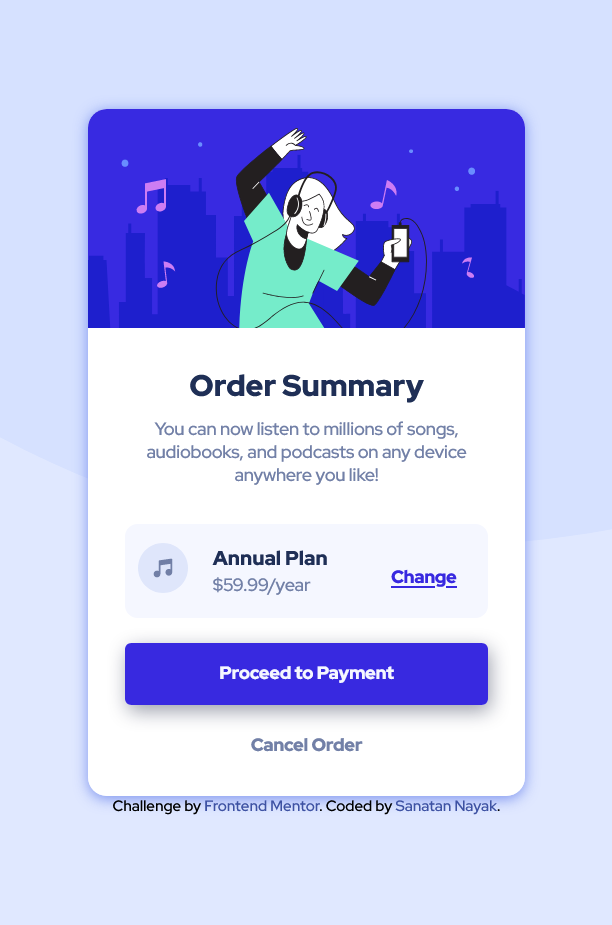 Order Summary
You can now listen to millions of songs,
audiobooks, and podcasts on any device
anywhere you like!
Annual Plan
$59.99/year
Change
Proceed to Payment
Cancel Order
Challenge by Frontend Mentor. Coded by Sanatan Nayak.